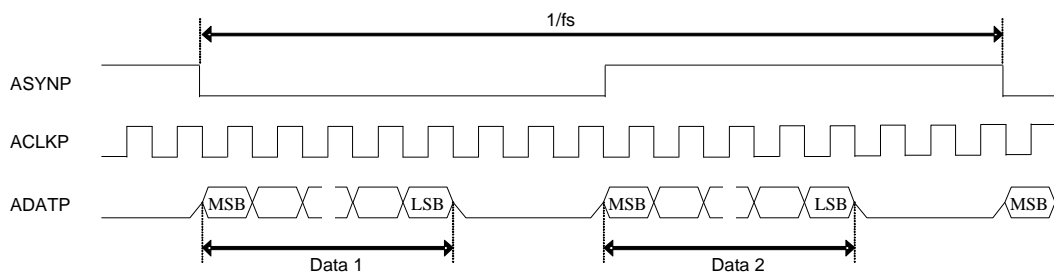 1/fs
ASYNP
ACLKP
ADATP MSB LSB MSB LSB MSB
Data 1 Data 2